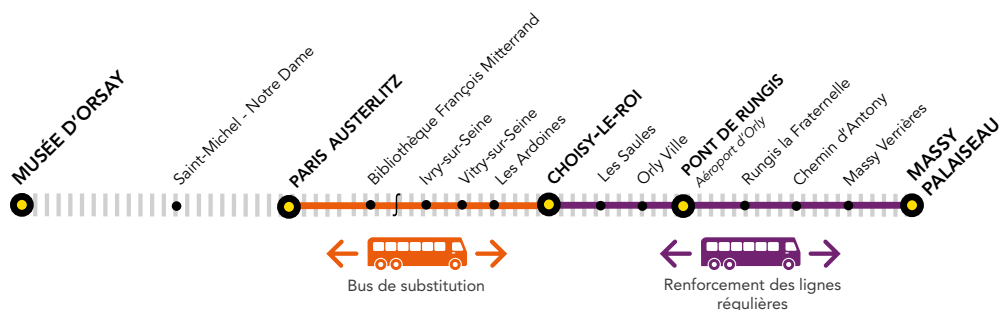 MUSÉE D'ORSAY
Saint-Michel - Notre Dame
PARIS AUSTERLITZ
Bibliothèque François Mitterrand
Ivry-sur-Seine
Vitry-sur-Seine
Les Ardoines
CHOISY-LE-ROI
Les Saules
Orly Ville
PONT DE RUNGIS
Aéroport d'Orly
Rungis la Fraternelle
Chemin d'Antony
Massy Verrières
MASSY
PALAISEAU
Bus de substitution
Renforcement des lignes
régulières